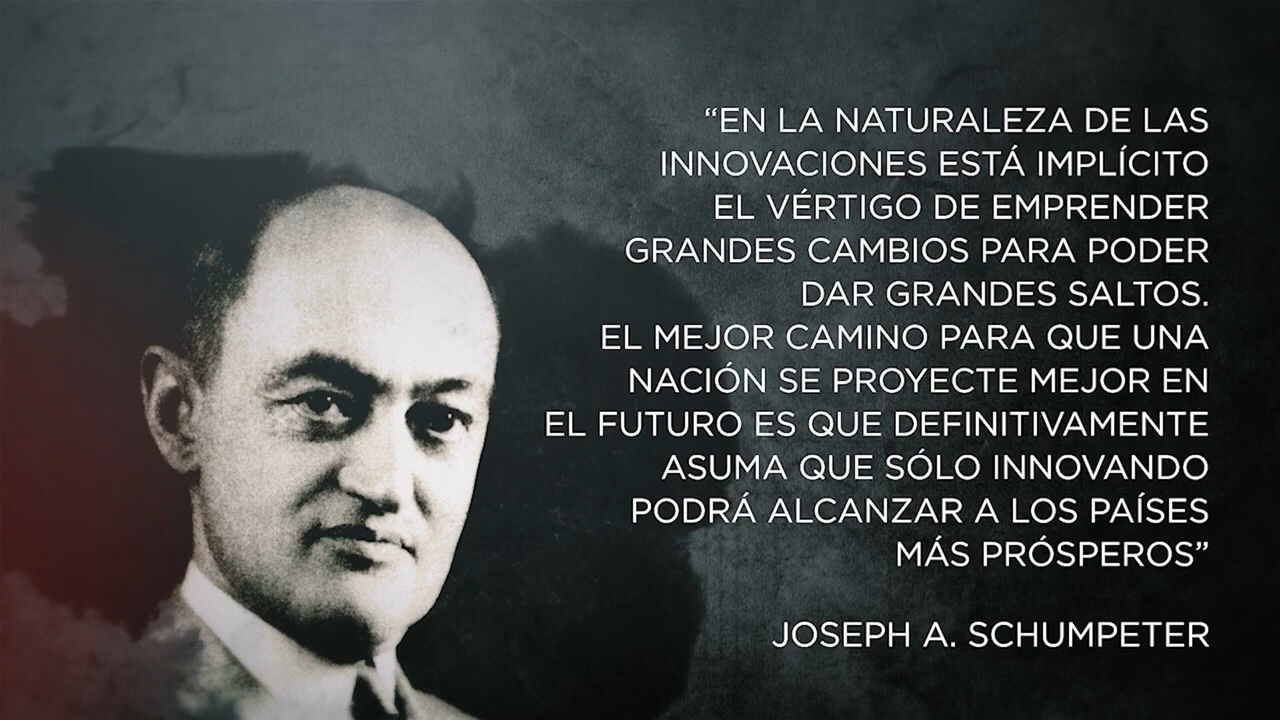 “EN LA NATURALEZA DE LAS
INNOVACIONES ESTÁ IMPLÍCITO
EL VÉRTIGO DE EMPRENDER
GRANDES CAMBIOS PARA PODER
DAR GRANDES SALTOS.
EL MEJOR CAMINO PARA QUE UNA
NACIÓN SE PROYECTE MEJOR EN
EL FUTURO ES QUE DEFINITIVAMENTE
ASUMA QUE SÓLO INNOVANDO
PODRÁ ALCANZAR A LOS PAÍSES
MÁS PRÓSPEROS”
JOSEPH A. SCHUMPETER